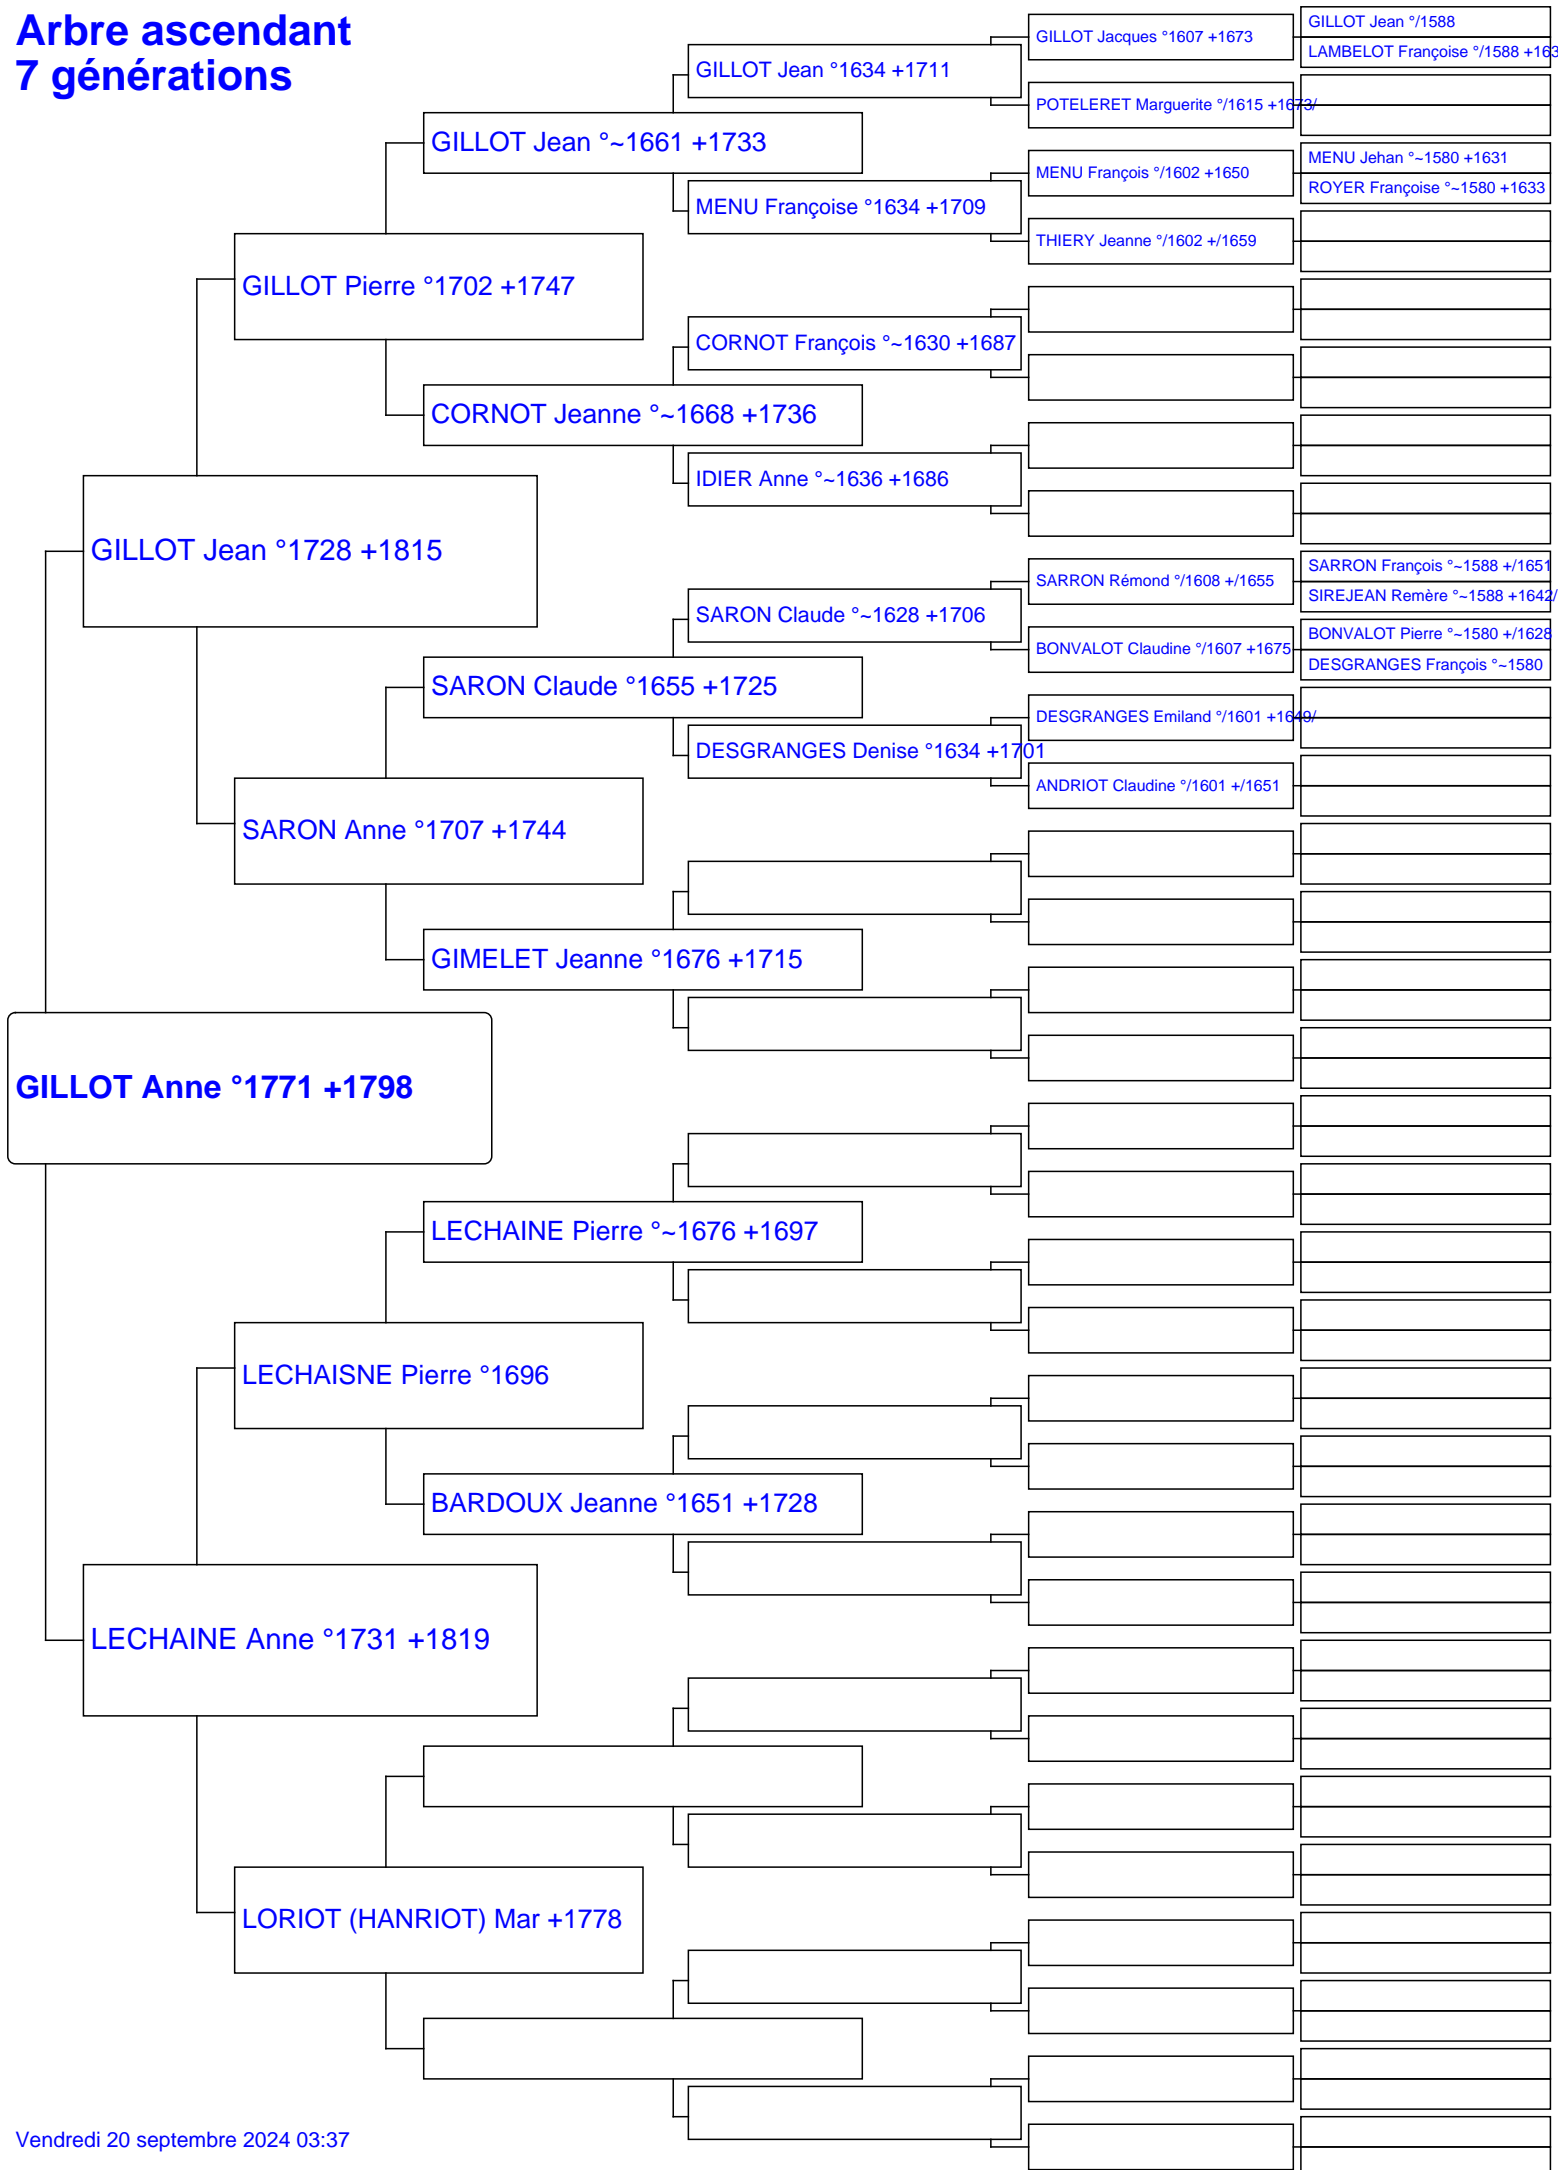 Arbre ascendant
7 générations
GILLOT Jean °/1588
GILLOT Jacques °1607 +1673
LAMBELOT Françoise °/1588 +163
GILLOT Jean °1634 +1711
POTELERET Marguerite °/1615 +1673/
GILLOT Jean °~1661 +1733
MENU Jehan °~1580 +1631
MENU François °/1602 +1650
ROYER Françoise °~1580 +1633
MENU Françoise °1634 +1709
THIERY Jeanne °/1602 +/1659
GILLOT Pierre °1702 +1747
CORNOT François °~1630 +1687
CORNOT Jeanne °~1668 +1736
IDIER Anne °~1636 +1686
GILLOT Jean °1728 +1815
SARRON François °~1588 +/1651
SARRON Rémond °/1608 +/1655
SIREJEAN Remère °~1588 +1642/
SARON Claude °~1628 +1706
BONVALOT Pierre °~1580 +/1628
BONVALOT Claudine °/1607 +1675
DESGRANGES François °~1580
SARON Claude °1655 +1725
DESGRANGES Emiland °/1601 +1649/
DESGRANGES Denise °1634 +1701
ANDRIOT Claudine °/1601 +/1651
SARON Anne °1707 +1744
GIMELET Jeanne °1676 +1715
GILLOT Anne °1771 +1798
LECHAINE Pierre °~1676 +1697
LECHAISNE Pierre °1696
BARDOUX Jeanne °1651 +1728
LECHAINE Anne °1731 +1819
LORIOT (HANRIOT) Mar +1778
Vendredi 20 septembre 2024 03:37